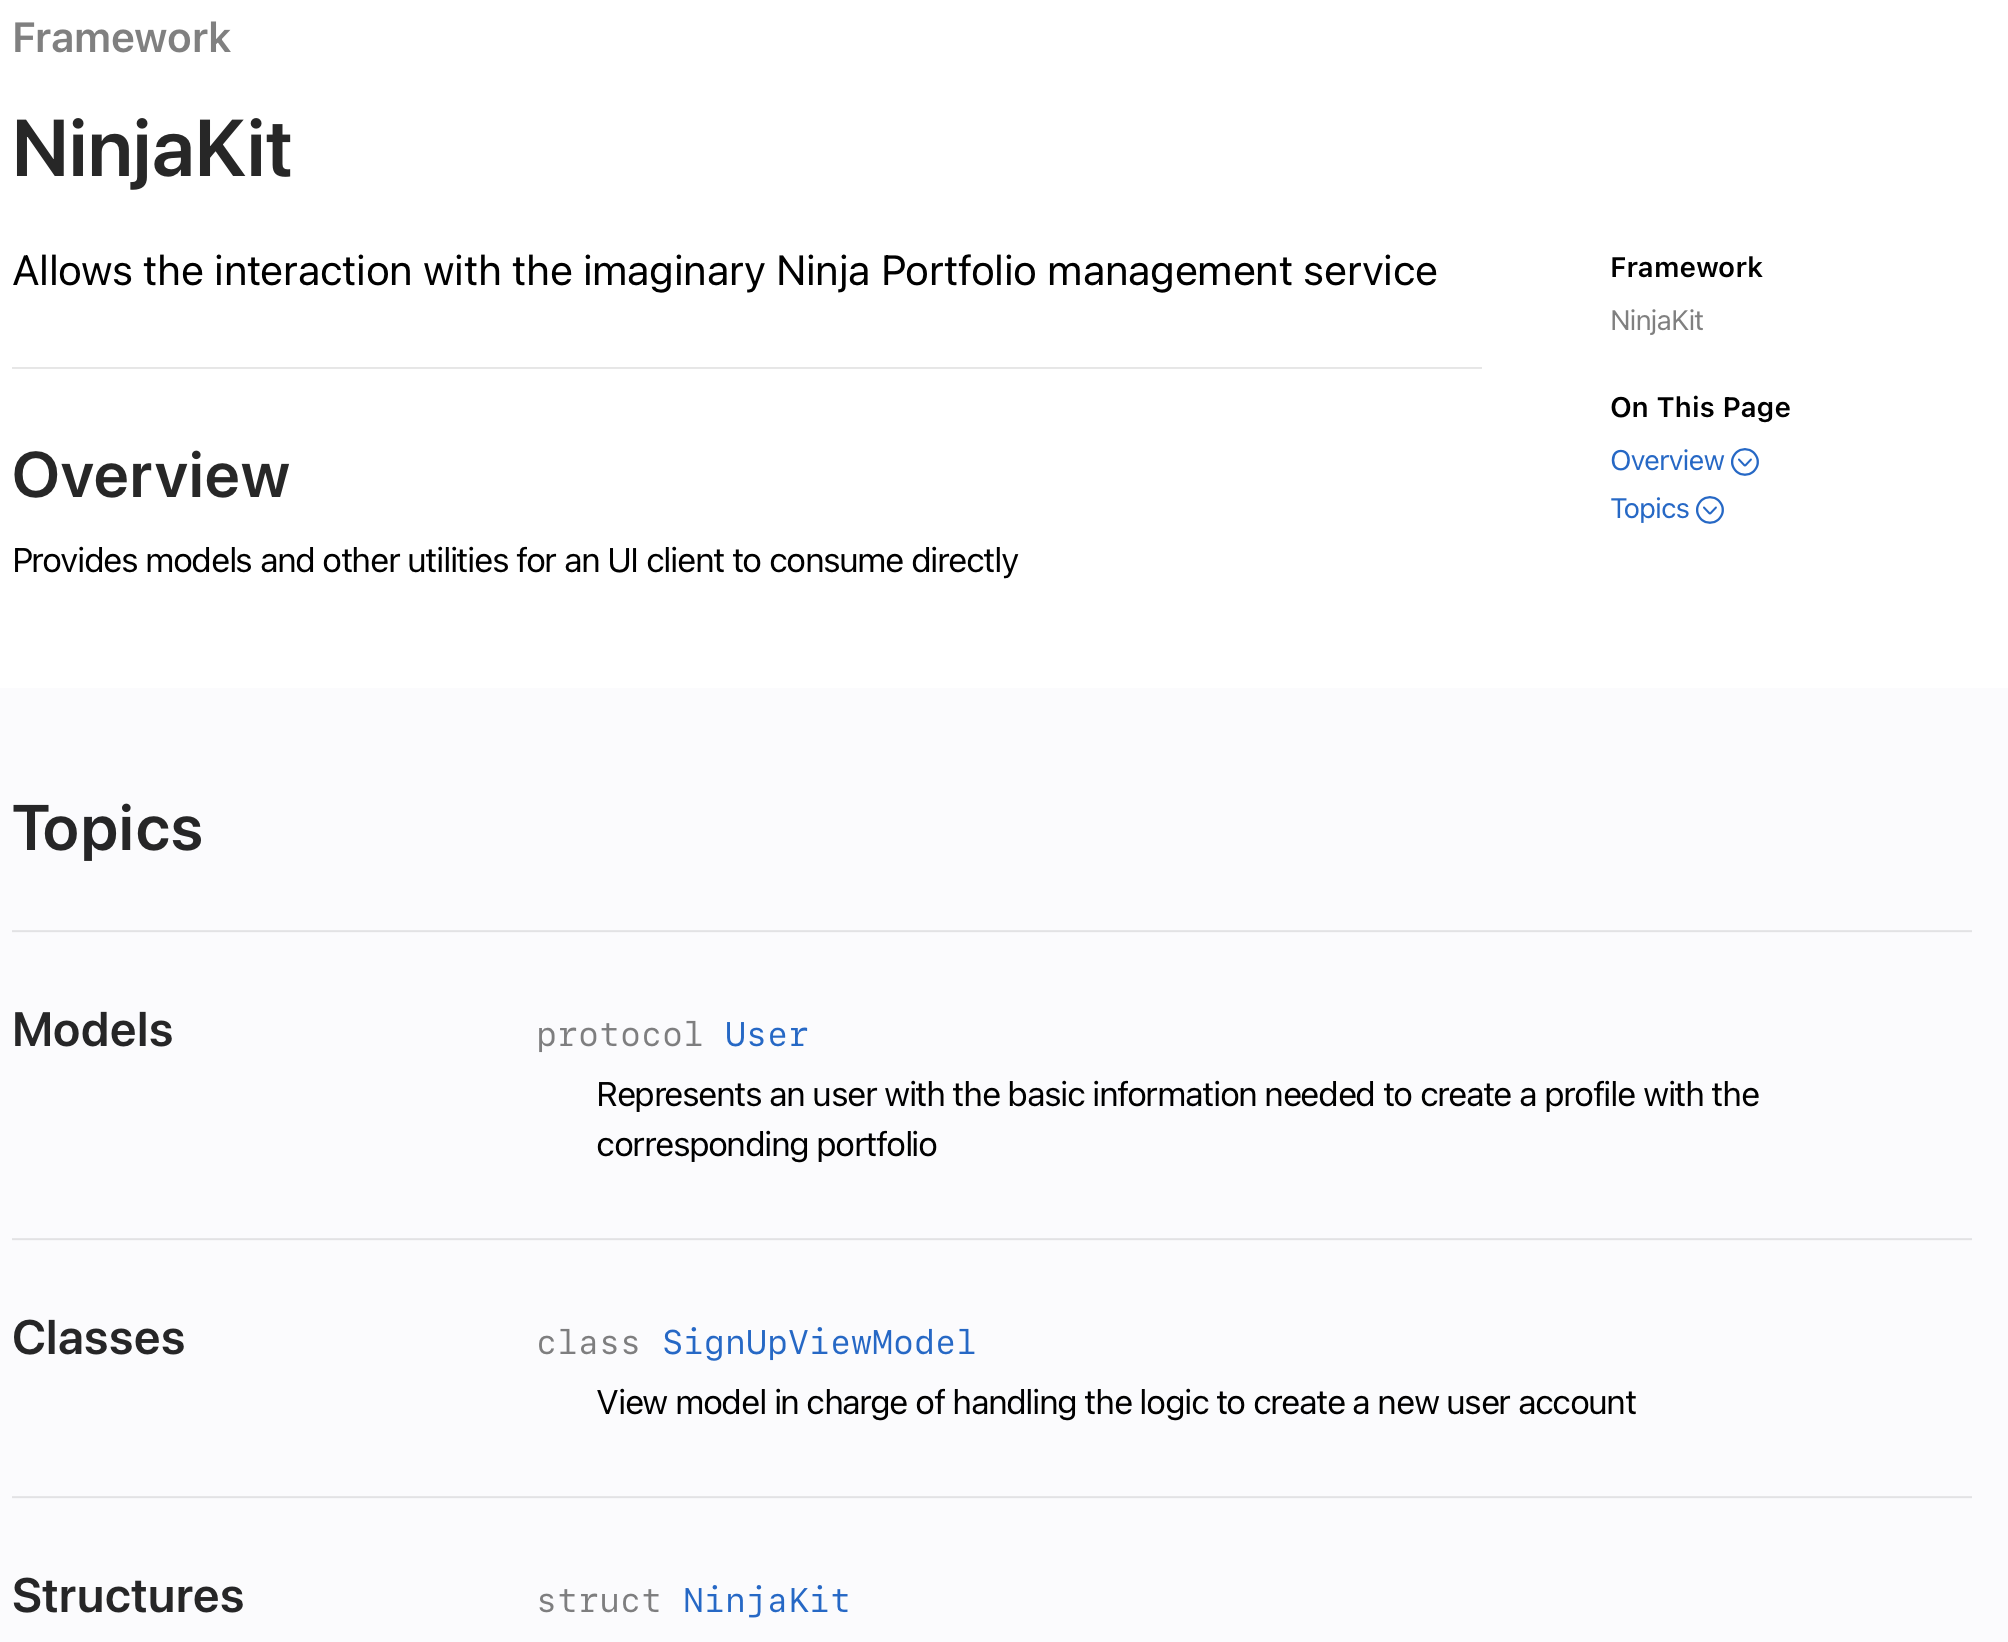 Framework
NinjaKit
Allows the interaction with the imaginary Ninja Portfolio management service
Framework
NinjaKit
On This Page
Overview
Topics
Overview
Provides models and other utilities for an UI client to consume directly
Topics
Models
protocol User
Represents an user with the basic information needed to create a profile with the
corresponding portfolio
Classes
class SignUpViewModel
View model in charge of handling the logic to create a new user account
Structures
struct NinjaKit